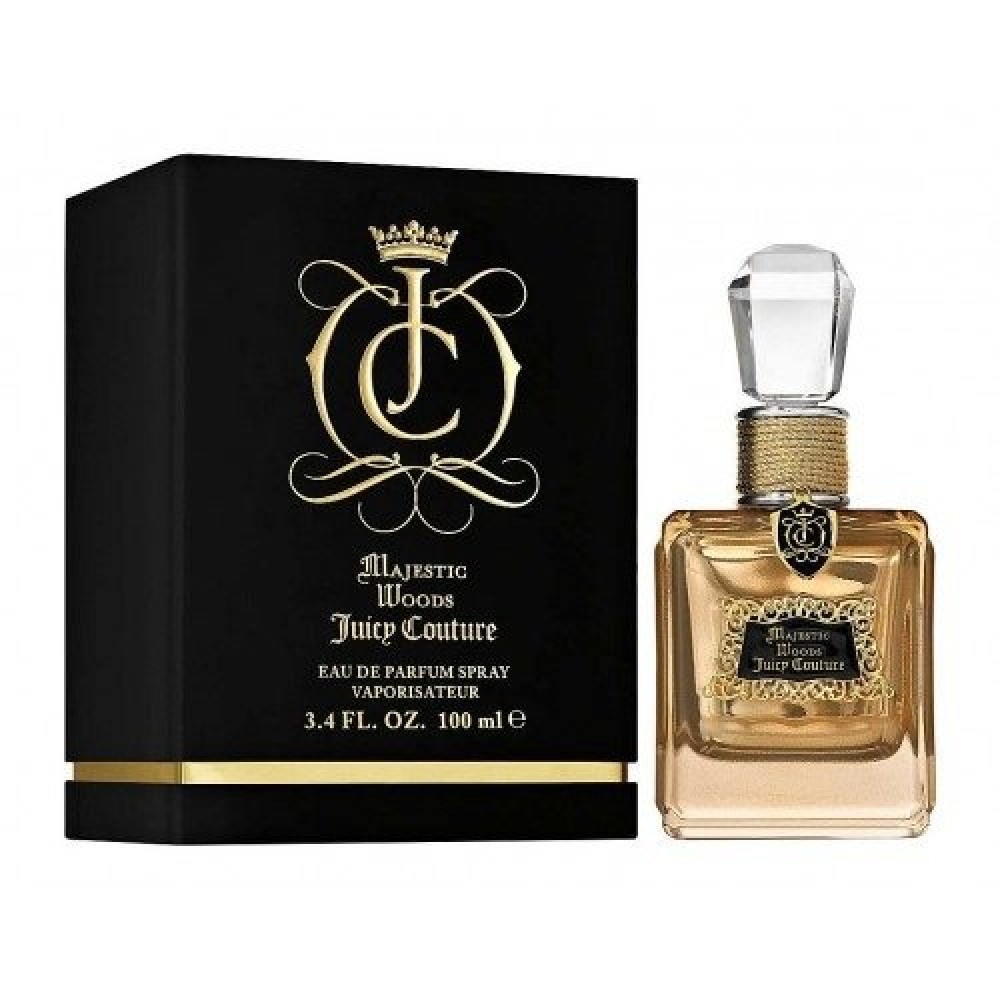 JC
MAJESTIC
WOODS
Juicy Couture
EAU DE PARFUM SPRAY
VAPORISATEUR
3.4 FL. OZ. 100 ml ℮
JC
MAJESTIC
WOODS
Juicy Couture